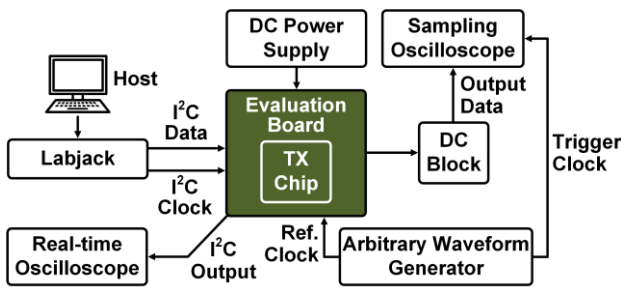 DC Power
Supply
Sampling
Oscilloscope
Host
I²C
Data
Evaluation
Board
Output
Data
Labjack
TX
Chip
DC
Block
Trigger
Clock
I²C
Clock
Real-time
Oscilloscope
I²C
Output
Ref.
Clock
Arbitrary Waveform
Generator